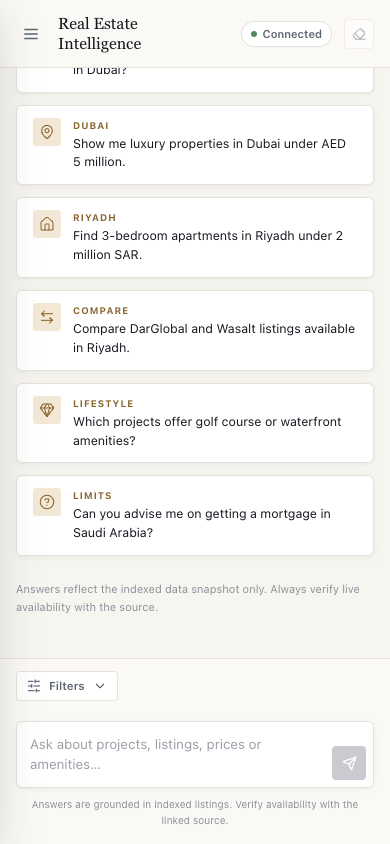 Real Estate
Intelligence
Connected
in Dubai?
DUBAI
Show me luxury properties in Dubai under AED
5 million.
RIYADH
Find 3-bedroom apartments in Riyadh under 2
million SAR.
COMPARE
Compare DarGlobal and Wasalt listings available
in Riyadh.
LIFESTYLE
Which projects offer golf course or waterfront
amenities?
LIMITS
Can you advise me on getting a mortgage in
Saudi Arabia?
Answers reflect the indexed data snapshot only. Always verify live
availability with the source.
Filters
Ask about projects, listings, prices or
amenities...
Answers are grounded in indexed listings. Verify availability with the
linked source.